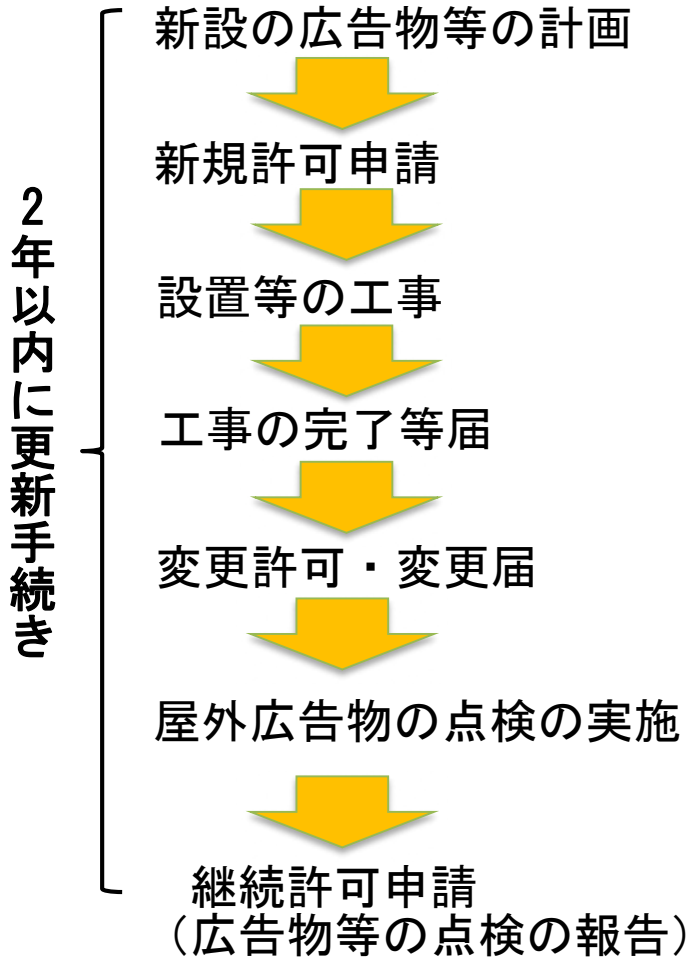 新設の広告物等の計画
新規許可申請
設置等の工事
工事の完了等届
変更許可・変更届
屋外広告物の点検の実施
継続許可申請
（広告物等の点検の報告）
2年以内に更新手続き